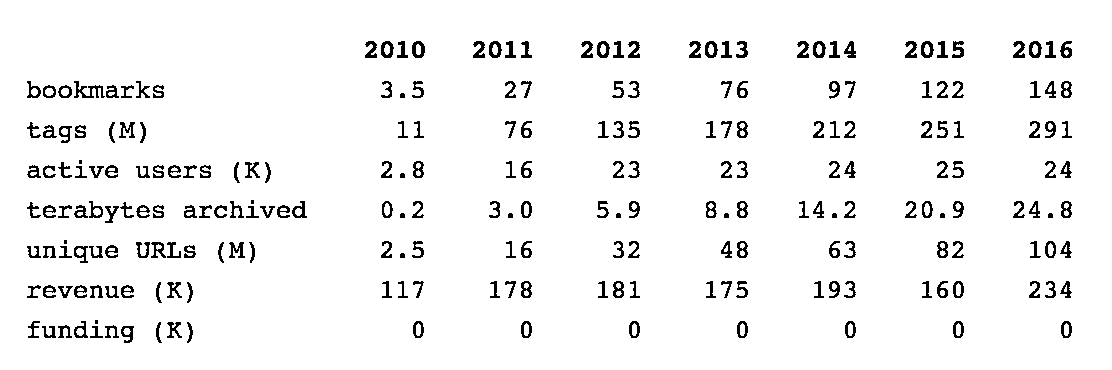 2010 2011 2012 2013 2014 2015 2016
bookmarks 3.5 27 53 76 97 122 148
tags (M) 11 76 135 178 212 251 291
active users (K) 2.8 16 23 23 24 25 24
terabytes archived 0.2 3.0 5.9 8.8 14.2 20.9 24.8
unique URLs (M) 2.5 16 32 48 63 82 104
revenue (K) 117 178 181 175 193 160 234
funding (K) 0 0 0 0 0 0 0